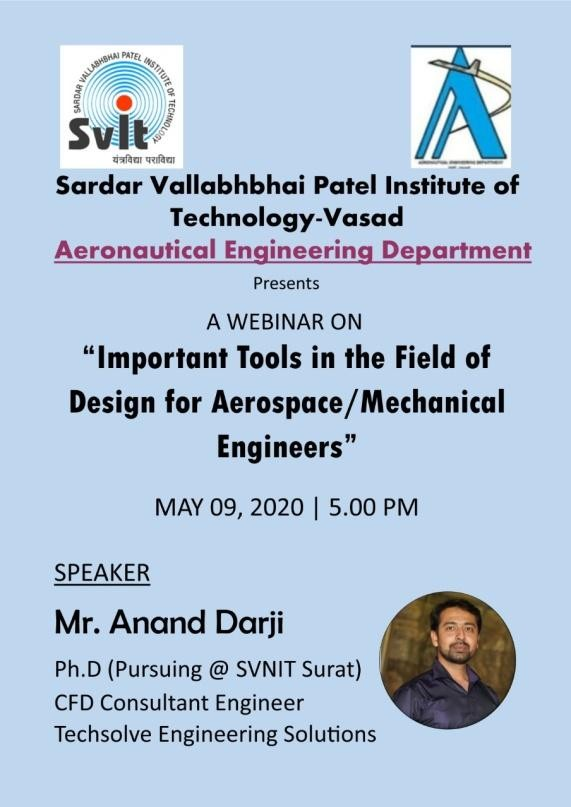 SARDAR VALLABHBHAI PATEL INSTITUTE OF TECHNOLOGY
Svit
यंत्रविद्या पराविद्या
AERONAUTICAL ENGINEERING DEPARTMENT
Sardar Vallabhbhai Patel Institute of
Technology-Vasad
Aeronautical Engineering Department
Presents
A WEBINAR ON
“Important Tools in the Field of
Design for Aerospace/Mechanical
Engineers”
MAY 09, 2020 | 5.00 PM
SPEAKER
Mr. Anand Darji
Ph.D (Pursuing @ SVNIT Surat)
CFD Consultant Engineer
Techsolve Engineering Solutions